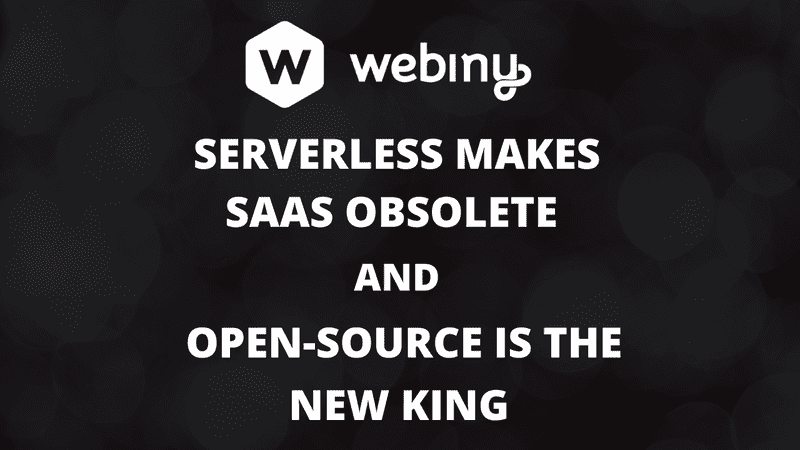 W webiny
SERVERLESS MAKES
SAAS OBSOLETE
AND
OPEN-SOURCE IS THE
NEW KING